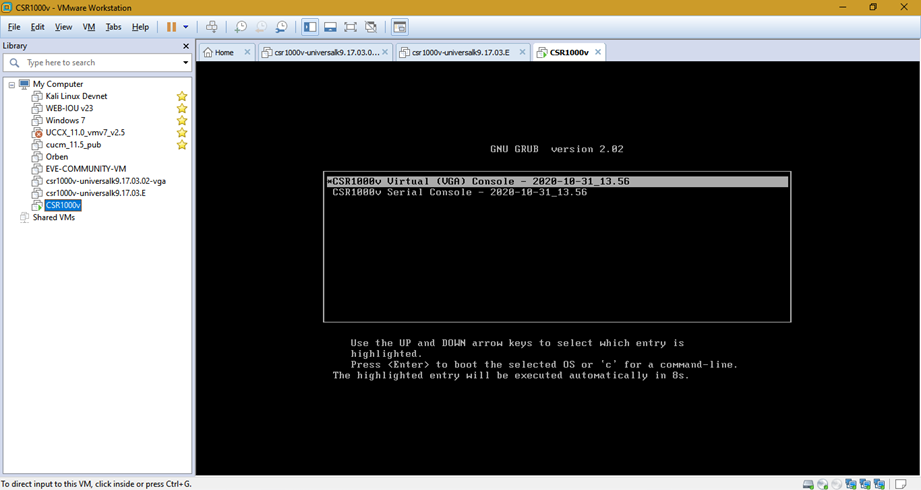 CSR1000v - VMware Workstation
File Edit View VM Tabs Help
Library
Type here to search
My Computer
Kali Linux Devnet
WEB-IOU v23
Windows 7
UCCX_11.0_vmv7_v2.5
cucm_11.5_pub
Orben
EVE-COMMUNITY-VM
csr1000v-universalk9.17.03.02-vga
csr1000v-universalk9.17.03.E
CSR1000v
Shared VMs
Home
csr1000v-universalk9.17.03.0...
csr1000v-universalk9.17.03.E
CSR1000v
GNU GRUB version 2.02
*CSR1000v Virtual (VGA) Console - 2020-10-31_13.56
CSR1000v Serial Console - 2020-10-31_13.56
Use the UP and DOWN arrow keys to select which entry is
highlighted.
Press <Enter> to boot the selected OS or 'c' for a command-line.
The highlighted entry will be executed automatically in 8s.
To direct input to this VM, click inside or press Ctrl+G.